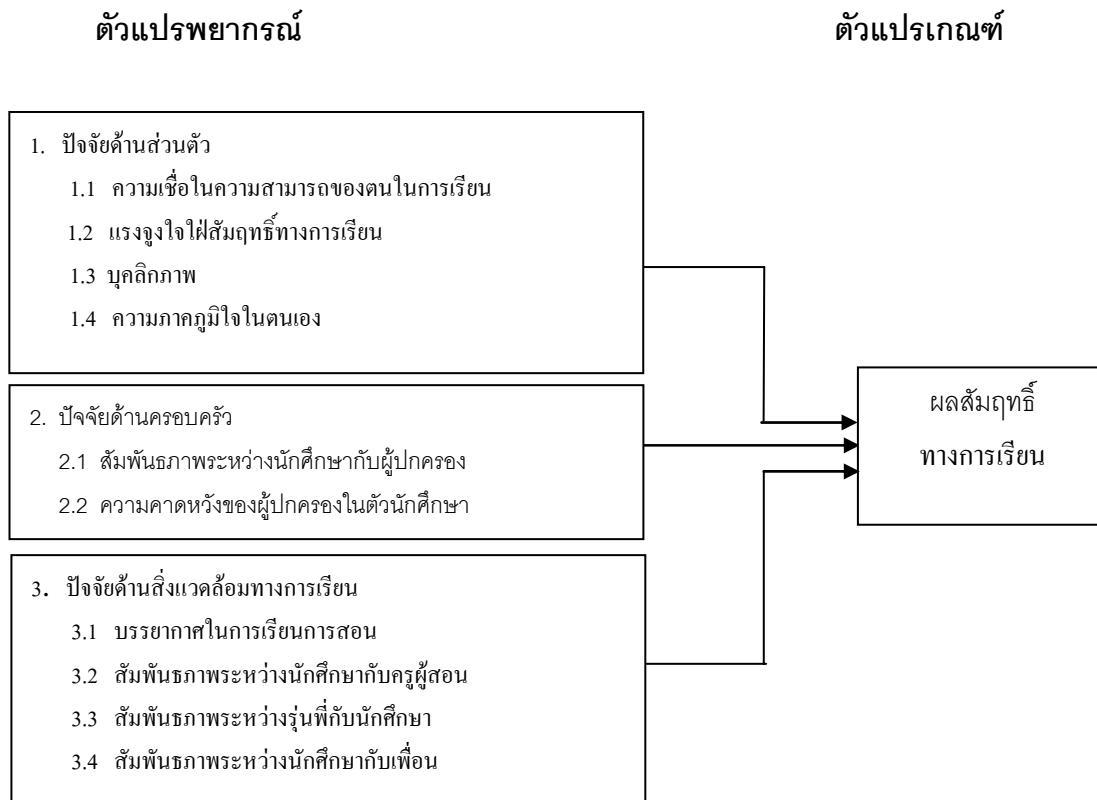 ตัวแปรพยากรณ์
ตัวแปรเกณฑ์
1. ปัจจัยด้านส่วนตัว
1.1 ความเชื่อในความสามารถของตนในการเรียน
1.2 แรงจูงใจใฝ่สัมฤทธิ์ทางการเรียน
1.3 บุคลิกภาพ
1.4 ความภาคภูมิใจในตนเอง
2. ปัจจัยด้านครอบครัว
2.1 สัมพันธภาพระหว่างนักศึกษากับผู้ปกครอง
2.2 ความคาดหวังของผู้ปกครองในตัวนักศึกษา
3. ปัจจัยด้านสิ่งแวดล้อมทางการเรียน
3.1 บรรยากาศในการเรียนการสอน
3.2 สัมพันธภาพระหว่างนักศึกษากับครูผู้สอน
3.3 สัมพันธภาพระหว่างรุ่นพี่กับนักศึกษา
3.4 สัมพันธภาพระหว่างนักศึกษากับเพื่อน
ผลสัมฤทธิ์
ทางการเรียน